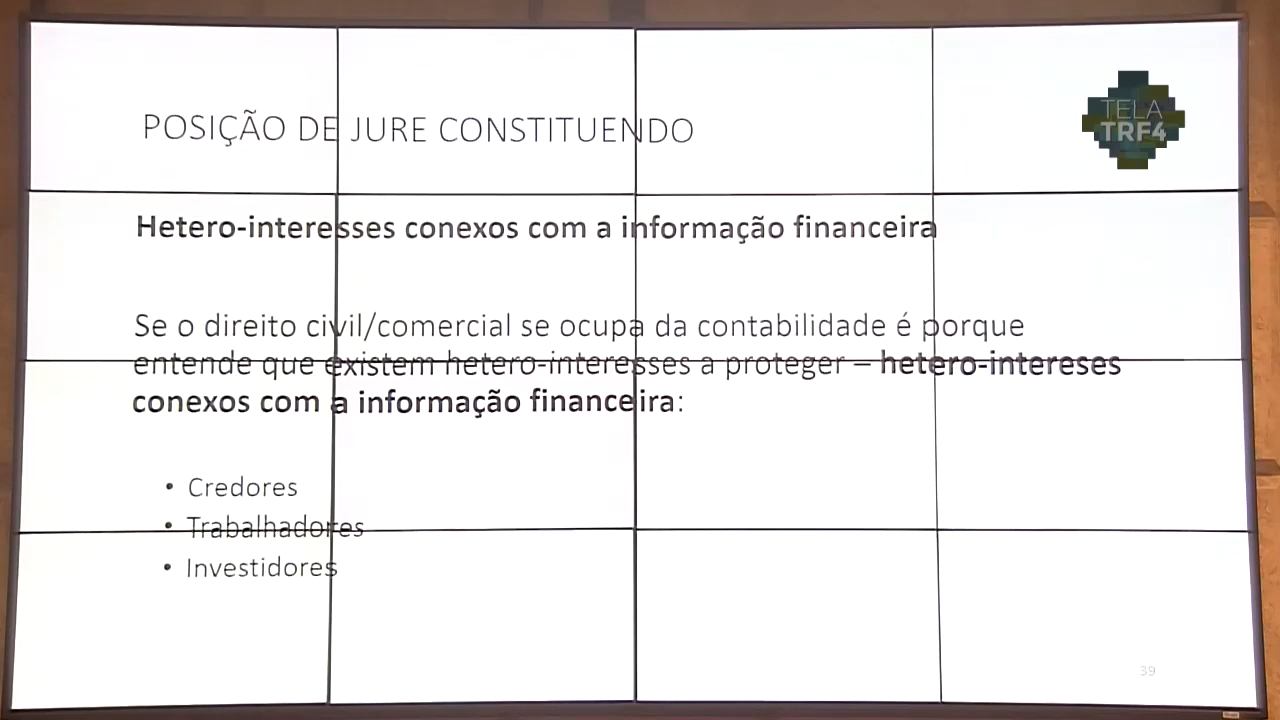 TELA
TRF4
POSIÇÃO DE JURE CONSTITUENDO
Hetero-interesses conexos com a informação financeira
Se o direito civil/comercial se ocupa da contabilidade é porque
entende que existem hetero-interesses a proteger – hetero-intereses
conexos com a informação financeira:
• Credores
• Trabalhadores
• Investidores
39